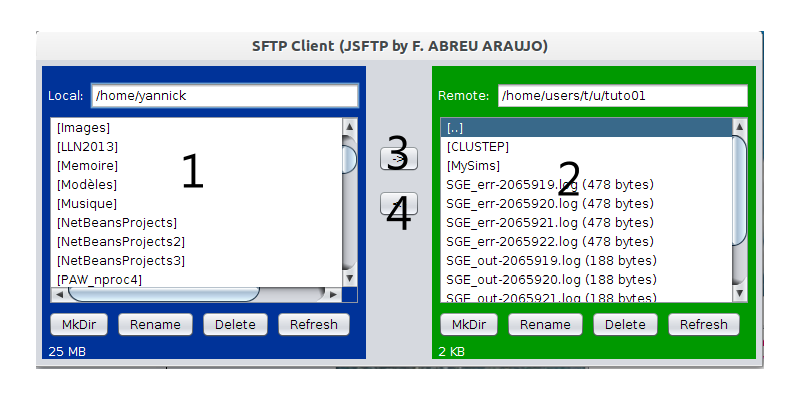 SFTP Client (JSFTP by F. ABREU ARAUJO)
Local: /home/yannick
[Images]
[LLN2013]
[Memoire]
[Modèles]
[Musique]
[NetBeansProjects]
[NetBeansProjects2]
[NetBeansProjects3]
[PAW_nproc4]
1
MkDir Rename Delete Refresh
25 MB
3
4
Remote: /home/users/t/u/tuto01
[..]
[CLUSTEP]
[MySims]
SGE_err-2065919.log (478 bytes)
SGE_err-2065920.log (478 bytes)
SGE_err-2065921.log (478 bytes)
SGE_err-2065922.log (478 bytes)
SGE_out-2065919.log (188 bytes)
SGE_out-2065920.log (188 bytes)
SGE_out-2065921.log (188 bytes)
2
MkDir Rename Delete Refresh
2 KB